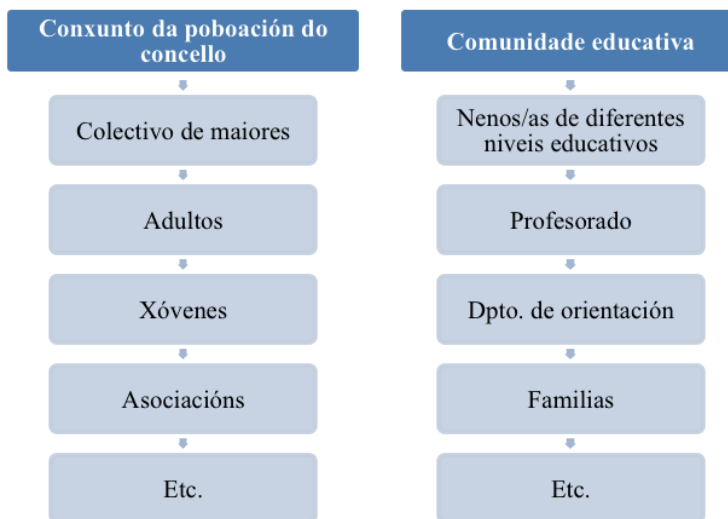 Conxunto da poboación do
concello
Colectivo de maiores
Adultos
Xóvenes
Asociacións
Etc.
Comunidade educativa
Nenos/as de diferentes
niveis educativos
Profesorado
Dpto. de orientación
Familias
Etc.